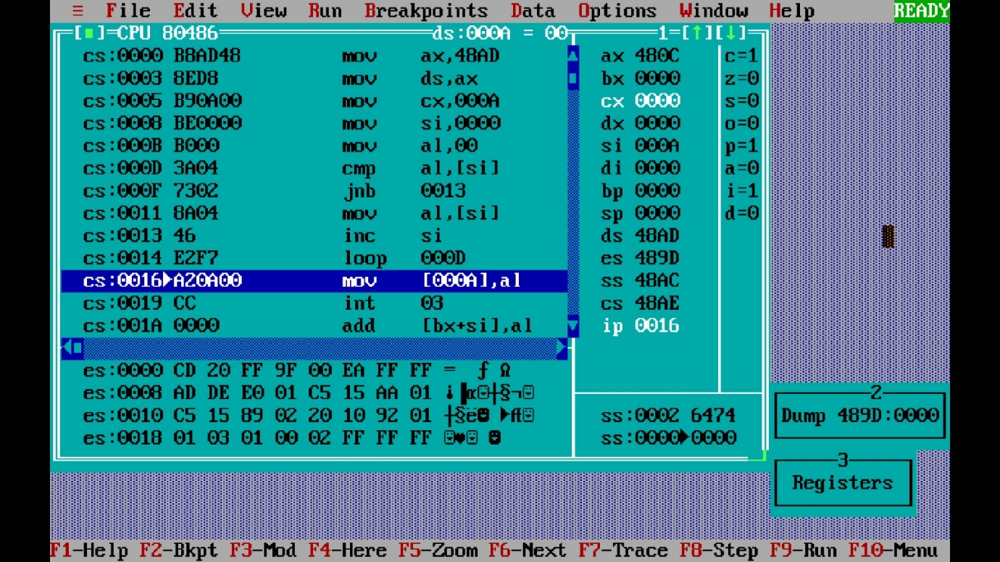 ≡ File Edit View Run Breakpoints Data Options Window Help READY
[■]=CPU 80486 ds:000A = 00 1=[↑][↓]
cs:0000 B8AD48 mov ax,48AD ax 480C c=1
cs:0003 8ED8 mov ds,ax bx 0000 z=0
cs:0005 B90A00 mov cx,000A cx 0000 s=0
cs:0008 BE0000 mov si,0000 dx 0000 o=0
cs:000B B000 mov al,00 si 000A p=1
cs:000D 3A04 cmp al,[si] di 0000 a=0
cs:000F 7302 jnb 0013 bp 0000 i=1
cs:0011 8A04 mov al,[si] sp 0000 d=0
cs:0013 46 inc si ds 48AD
cs:0014 E2F7 loop 000D es 489D
cs:0016►A20A00 mov [000A],al ss 48AC
cs:0019 CC int 03 cs 48AE
cs:001A 0000 add [bx+si],al ip 0016
es:0000 CD 20 FF 9F 00 EA FF FF = ƒ Ω
es:0008 AD DE E0 01 C5 15 AA 01 ¡▐α☺┼§¬☺
es:0010 C5 15 89 02 20 10 92 01 ┼§ë☻ ►Æ☺
es:0018 01 03 01 00 02 FF FF FF ☺♥☺ ☻
ss:0002 6474
ss:0000►0000
2
Dump 489D:0000
3
Registers
F1-Help F2-Bkpt F3-Mod F4-Here F5-Zoom F6-Next F7-Trace F8-Step F9-Run F10-Menu